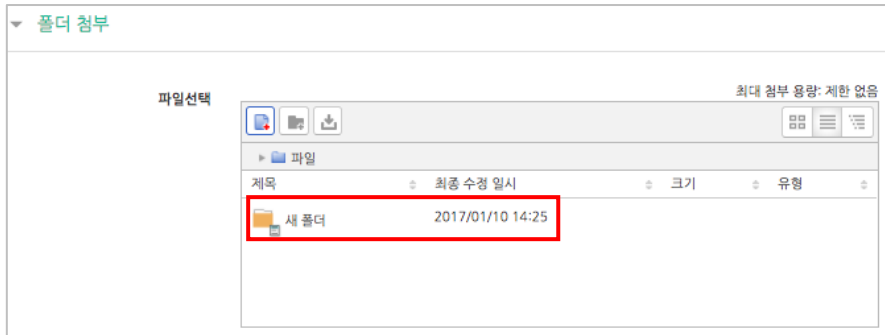 폴더 첨부
최대 첨부 용량: 제한 없음
파일선택
파일
제목 최종 수정 일시 크기 유형
새 폴더 2017/01/10 14:25